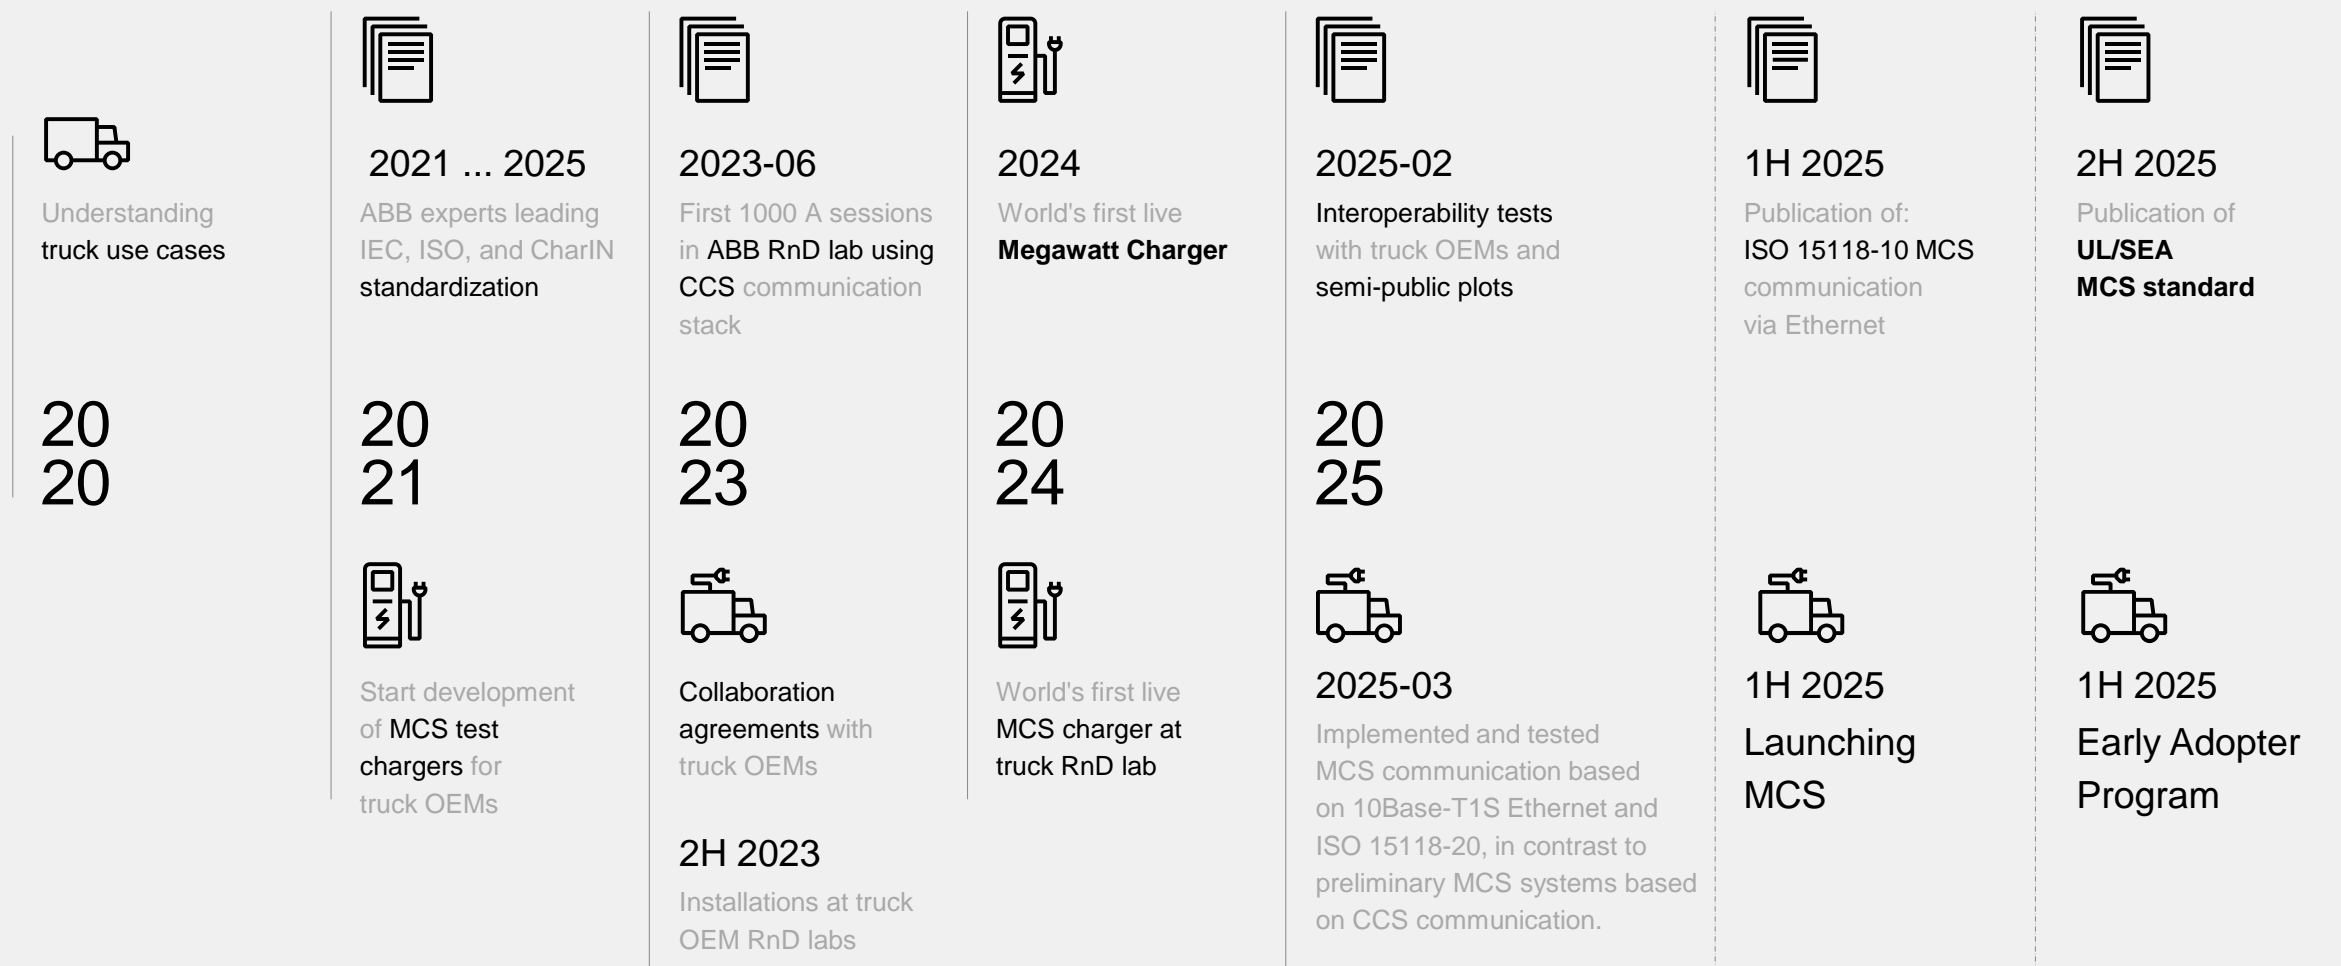 Understanding
truck use cases
20
20
2021 ... 2025
ABB experts leading
IEC, ISO, and CharIN
standardization
20
21
Start development
of MCS test
chargers for
truck OEMs
2023-06
First 1000 A sessions
in ABB RnD lab using
CCS communication
stack
20
23
Collaboration
agreements with
truck OEMs
2H 2023
Installations at truck
OEM RnD labs
2024
World's first live
Megawatt Charger
20
24
World's first live
MCS charger at
truck RnD lab
2025-02
Interoperability tests
with truck OEMs and
semi-public plots
20
25
2025-03
Implemented and tested
MCS communication based
on 10Base-T1S Ethernet and
ISO 15118-20, in contrast to
preliminary MCS systems based
on CCS communication.
1H 2025
Publication of:
ISO 15118-10 MCS
communication
via Ethernet
1H 2025
Launching
MCS
2H 2025
Publication of
UL/SEA
MCS standard
1H 2025
Early Adopter
Program